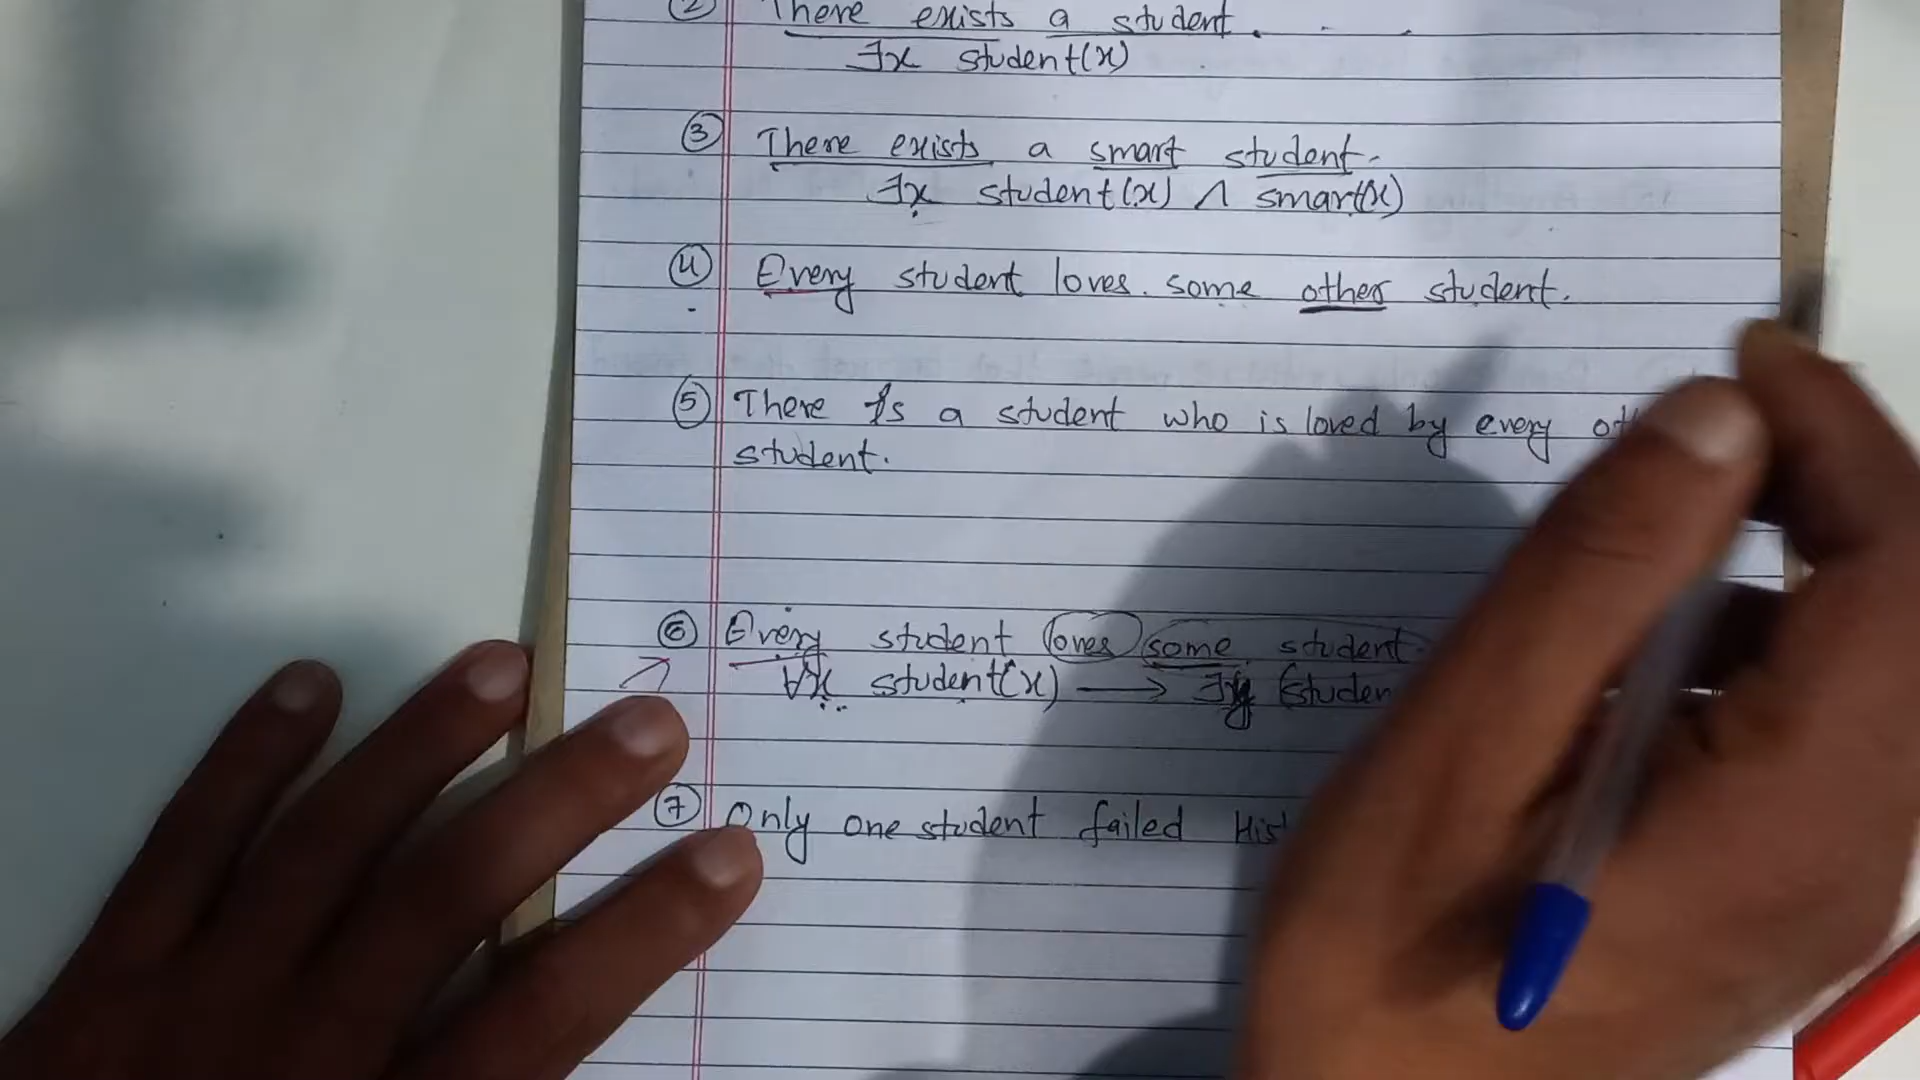 ② There exists a student.
∃x student(x)
③ There exists a smart student.
∃x student(x) ∧ smart(x)
④ Every student loves some other student.
⑤ There is a student who is loved by every
student.
⑥ Every student loves some student.
∀x student(x) ⟶ ∃y (studen
⑦ Only one student failed His